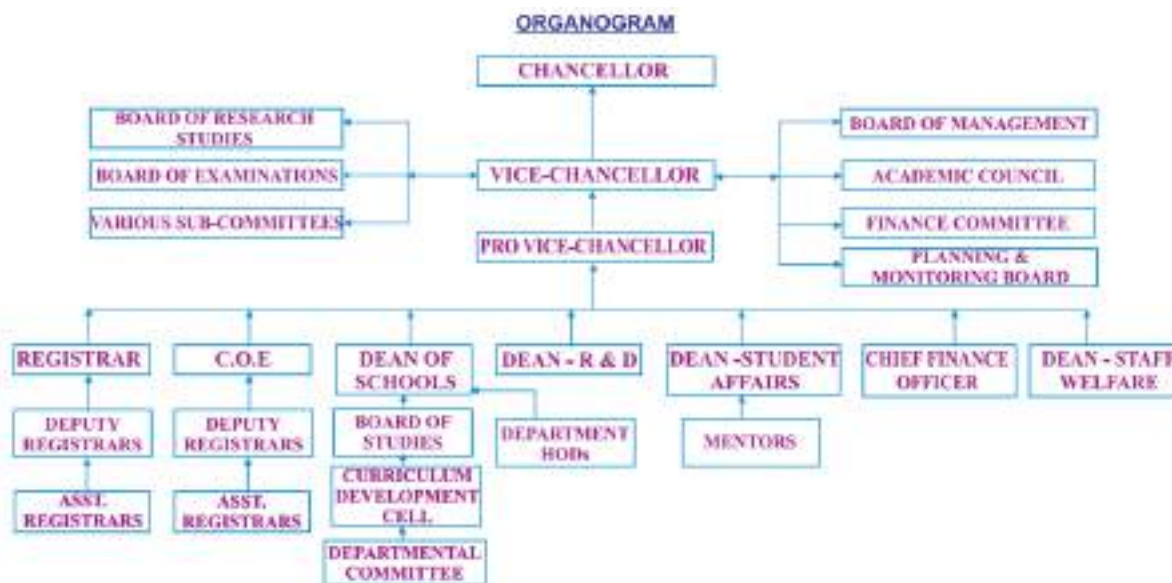 ORGANOGRAM
CHANCELLOR
BOARD OF RESEARCH
STUDIES
BOARD OF MANAGEMENT
BOARD OF EXAMINATIONS
VICE-CHANCELLOR
ACADEMIC COUNCIL
VARIOUS SUB-COMMITTEES
FINANCE COMMITTEE
PRO VICE-CHANCELLOR
PLANNING &
MONITORING BOARD
REGISTRAR
C.O.E
DEAN OF
SCHOOLS
DEAN - R & D
DEAN -STUDENT
AFFAIRS
CHIEF FINANCE
OFFICER
DEAN - STAFF
WELFARE
DEPUTY
REGISTRARS
DEPUTY
REGISTRARS
BOARD OF
STUDIES
DEPARTMENT
HODs
MENTORS
ASST.
REGISTRARS
ASST.
REGISTRARS
CURRICULUM
DEVELOPMENT
CELL
DEPARTMENTAL
COMMITTEE